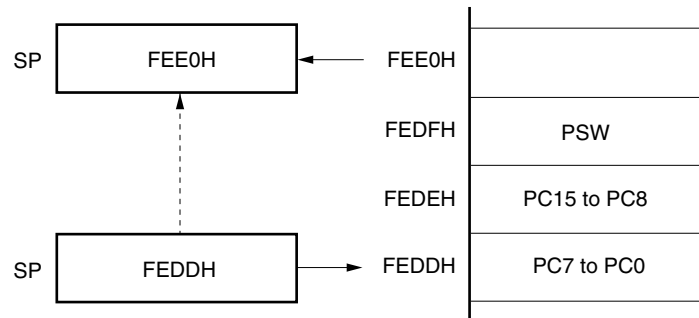 SP FEE0H FEE0H
FEDFH PSW
FEDEH PC15 to PC8
SP FEDDH FEDDH PC7 to PC0